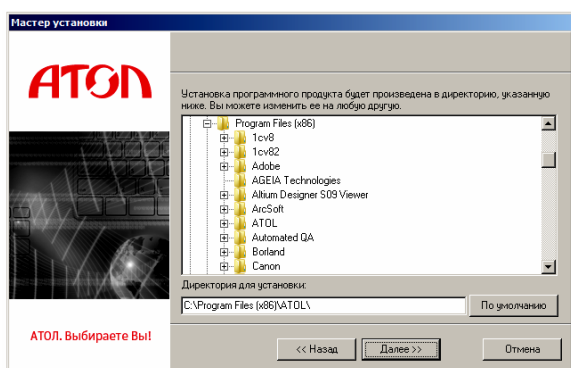 Мастер установки
АТОЛ
Установка программного продукта будет произведена в директорию, указанную
ниже. Вы можете изменить ее на любую другую.
Program Files (x86)
1cv8
1cv82
Adobe
AGEIA Technologies
Altium Designer S09 Viewer
ArcSoft
ATOL
Automated QA
Borland
Canon
Директория для установки:
C:\Program Files (x86)\ATOL\
По умолчанию
АТОЛ. Выбираете Вы!
<< Назад
Далее >>
Отмена